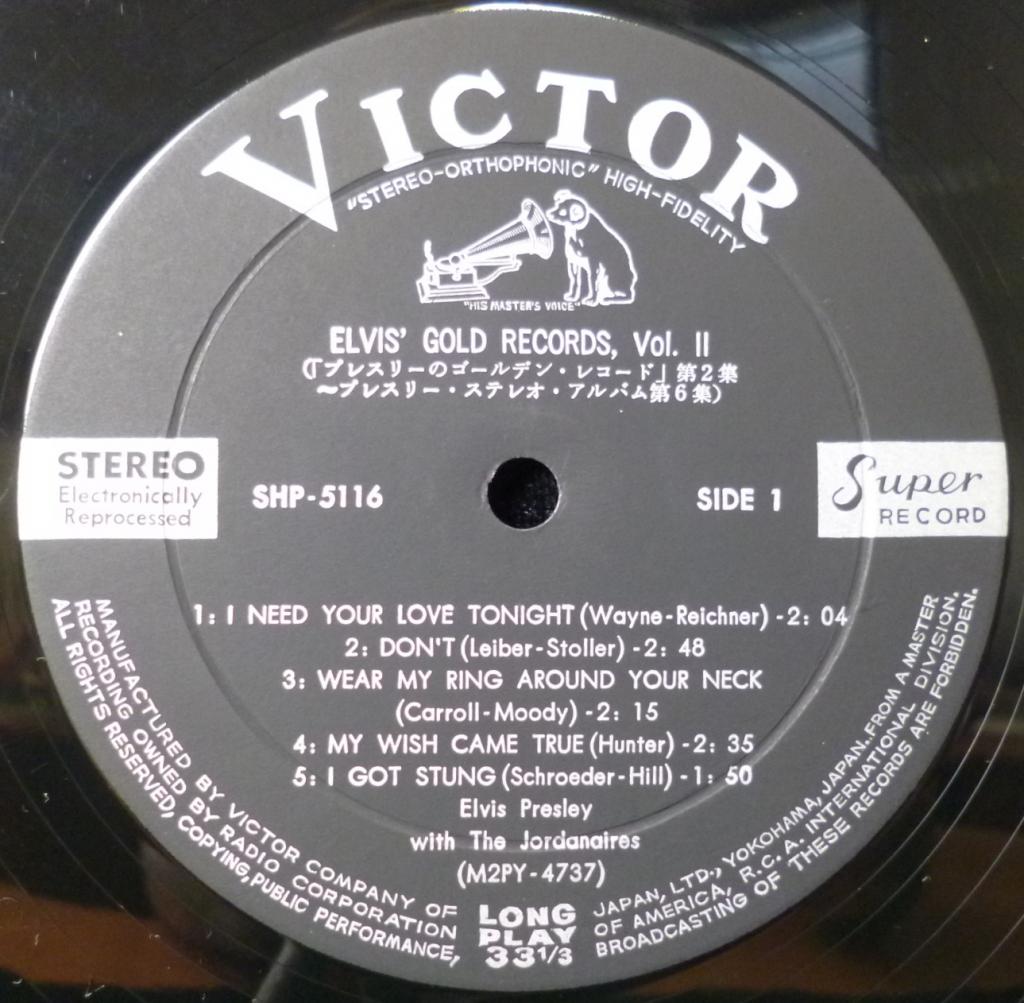 VICTOR
"STEREO-ORTHOPHONIC" HIGH-FIDELITY
"HIS MASTER'S VOICE"
ELVIS' GOLD RECORDS, Vol. II
(「プレスリーのゴールデン・レコード」第2集
～プレスリー・ステレオ・アルバム第6集)
STEREO
Electronically
Reprocessed
SHP-5116
SIDE 1
Super
RECORD
1: I NEED YOUR LOVE TONIGHT (Wayne-Reichner) -2: 04
2: DON'T (Leiber-Stoller) -2: 48
3: WEAR MY RING AROUND YOUR NECK
(Carroll-Moody) -2: 15
4: MY WISH CAME TRUE (Hunter) -2: 35
5: I GOT STUNG (Schroeder-Hill) -1: 50
Elvis Presley
with The Jordanaires
(M2PY-4737)
MANUFACTURED BY VICTOR COMPANY OF JAPAN, LTD., YOKOHAMA, JAPAN. FROM A MASTER
RECORDING OWNED BY RADIO CORPORATION OF AMERICA, R.C.A. INTERNATIONAL DIVISION.
ALL RIGHTS RESERVED, COPYING, PUBLIC PERFORMANCE, BROADCASTING OF THESE RECORDS ARE FORBIDDEN.
LONG
PLAY
33 1/3